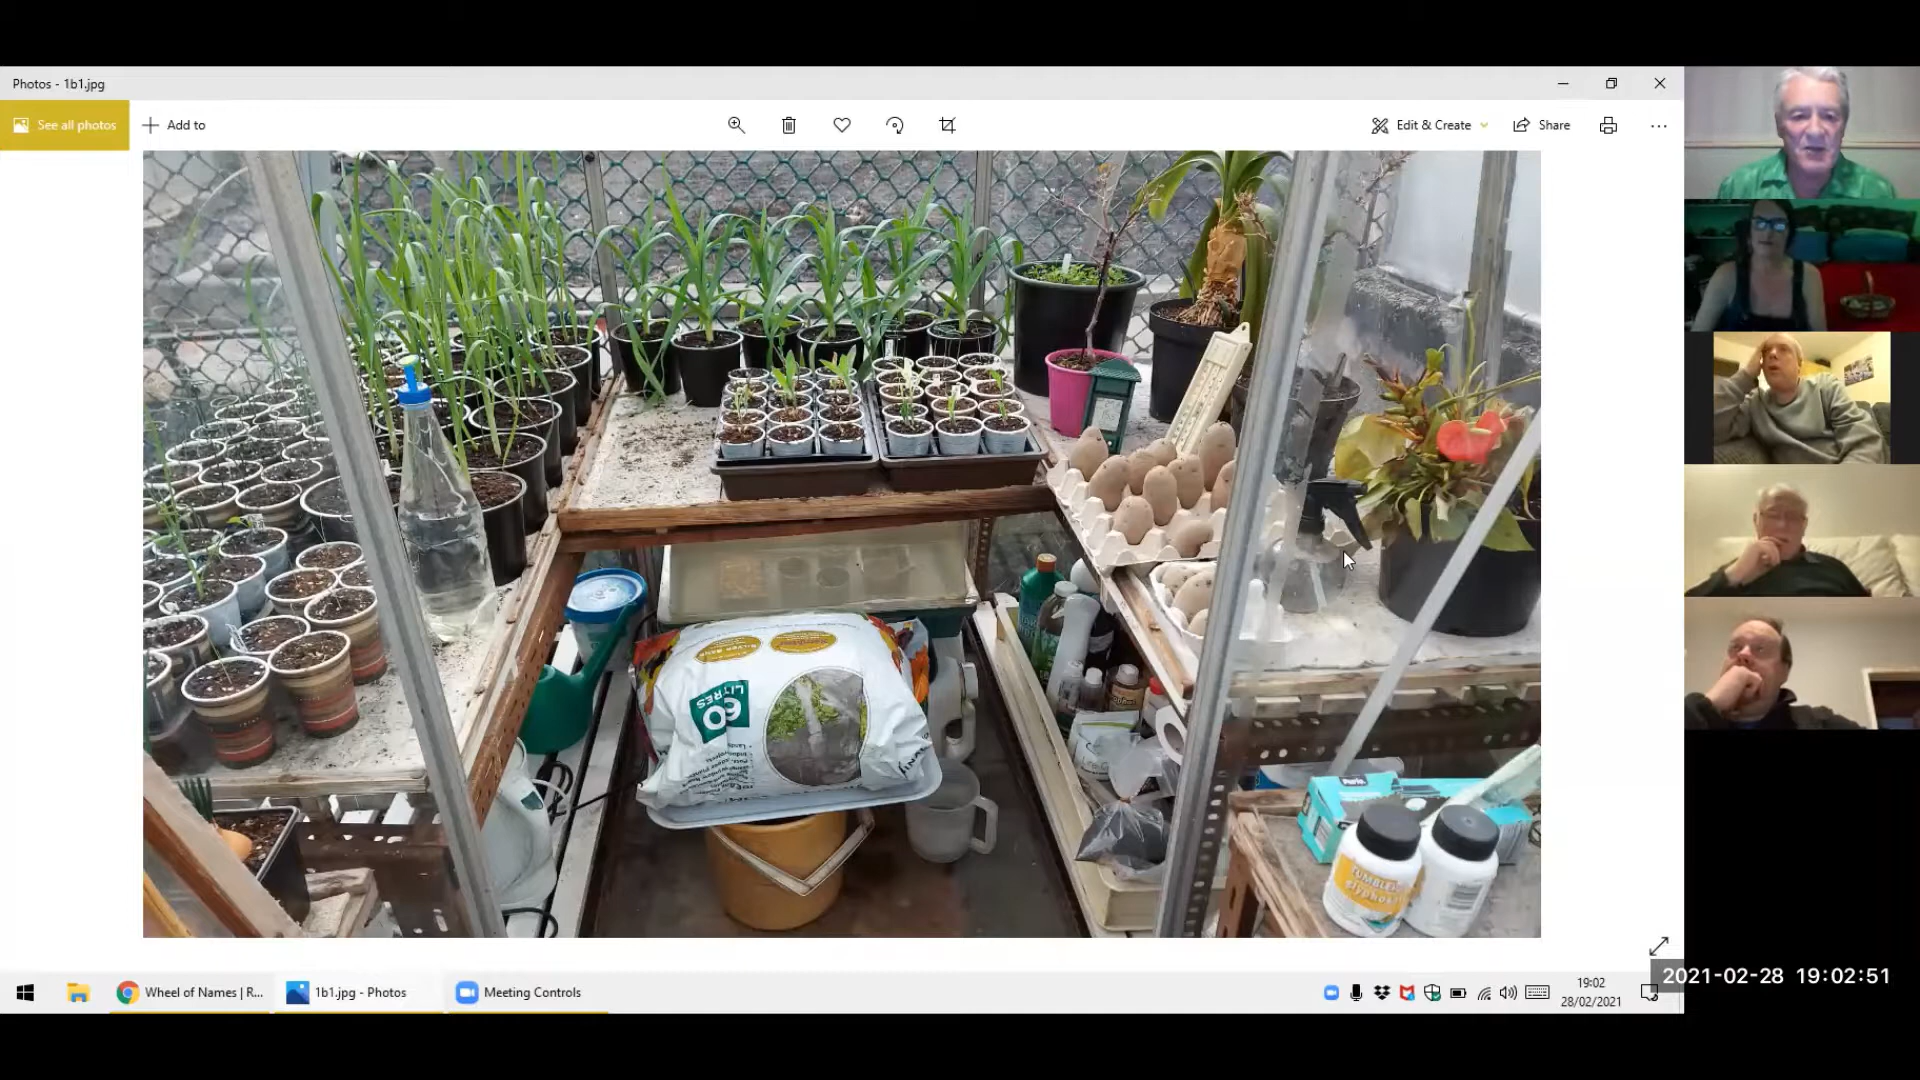 Photos - 1b1.jpg
See all photos
Add to
Edit & Create
Share
60
LITRES
Wheel of Names | R...
1b1.jpg - Photos
Meeting Controls
19:02
28/02/2021
2021-02-28 19:02:51